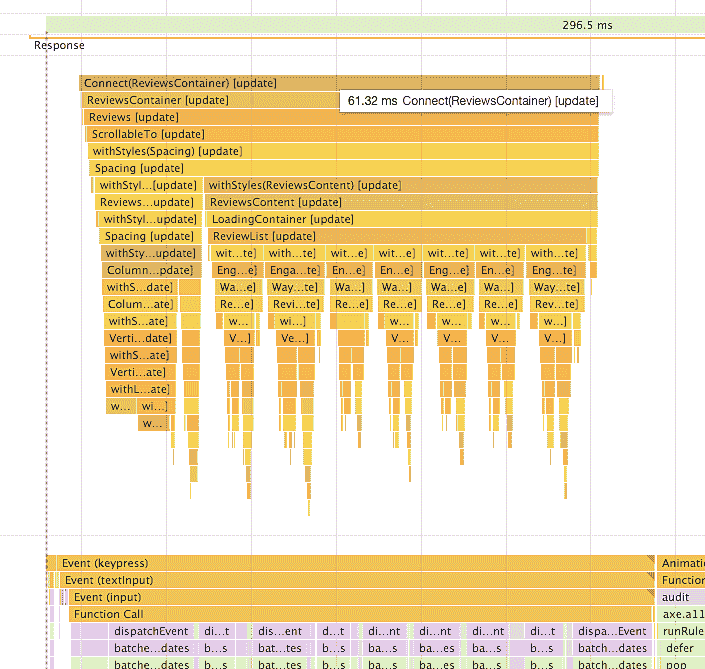 296.5 ms
Response
Connect(ReviewsContainer) [update]
ReviewsContainer [update]
61.32 ms Connect(ReviewsContainer) [update]
Reviews [update]
ScrollableTo [update]
withStyles(Spacing) [update]
Spacing [update]
withStyl...[update] withStyles(ReviewsContent) [update]
Reviews...update] ReviewsContent [update]
withStyl...update] LoadingContainer [update]
Spacing [update] ReviewList [update]
withSty...update] wit...te] with...te] wit...e] wit...e] wit...te] wit...e] with...te]
Column...pdate] Eng...e] Enga...te] En...e] En...e] Eng...e] En...e] Eng...te]
withS...date] Wa...e] Way...te] Wa...] Wa...] Wa...e] Wa...] Way...te]
Colum...ate] Re...e] Revi...te] Re...e] Re...e] Re...e] Re...e] Rev...te]
withS...ate] w... wi...] w... w... w... w...]
Verti...date] V...] Ve...] V... V... V... V...]
withS...ate]
Verti...ate]
withL...ate]
w... wi...]
w...
Event (keypress) Animatio
Event (textInput) Function
Event (input) audit
Function Call axe.all
dispatchEvent di...t dis...ent d...t di...nt di...nt di...nt di...t dispa...Event runRule
batche...dates b...s bat...tes b...s ba...s ba...es ba...s b...s batch...dates defer
batche...dates b...s bat...tes b...s ba...s ba...es ba...s b...s batch...dates pop